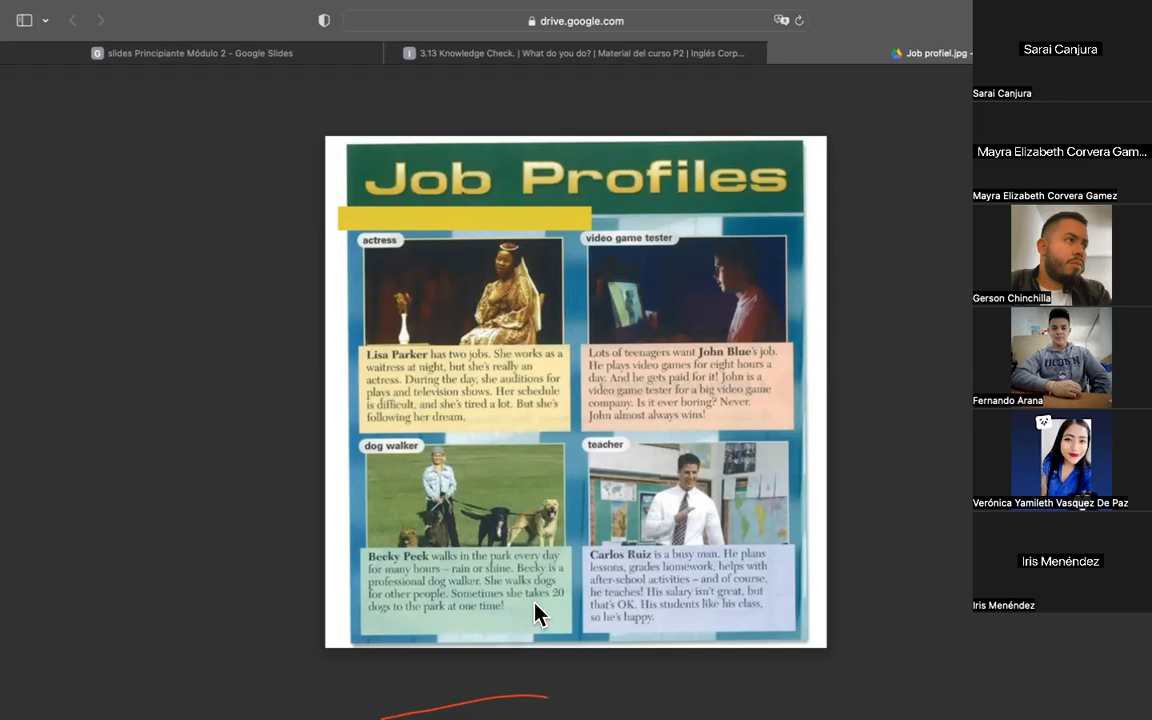 drive.google.com
slides Principiante Módulo 2 - Google Slides
3.13 Knowledge Check. | What do you do? | Material del curso P2 | Inglés Corp...
Job profiel.jpg -
Job Profiles
actress
Lisa Parker has two jobs. She works as a
waitress at night, but she's really an
actress. During the day, she auditions for
plays and television shows. Her schedule
is difficult, and she's tired a lot. But she's
following her dream.
video game tester
Lots of teenagers want John Blue's job.
He plays video games for eight hours a
day. And he gets paid for it! John is a
video game tester for a big video game
company. Is it ever boring? Never.
John almost always wins!
dog walker
Becky Peek walks in the park every day
for many hours – rain or shine. Becky is a
professional dog walker. She walks dogs
for other people. Sometimes she takes 20
dogs to the park at one time!
teacher
Carlos Ruiz is a busy man. He plans
lessons, grades homework, helps with
after-school activities – and of course,
he teaches! His salary isn't great, but
that's OK. His students like his class,
so he's happy.
Sarai Canjura
Sarai Canjura
Mayra Elizabeth Corvera Gam...
Mayra Elizabeth Corvera Gamez
Gerson Chinchilla
Fernando Arana
Verónica Yamileth Vasquez De Paz
Iris Menéndez
Iris Menéndez